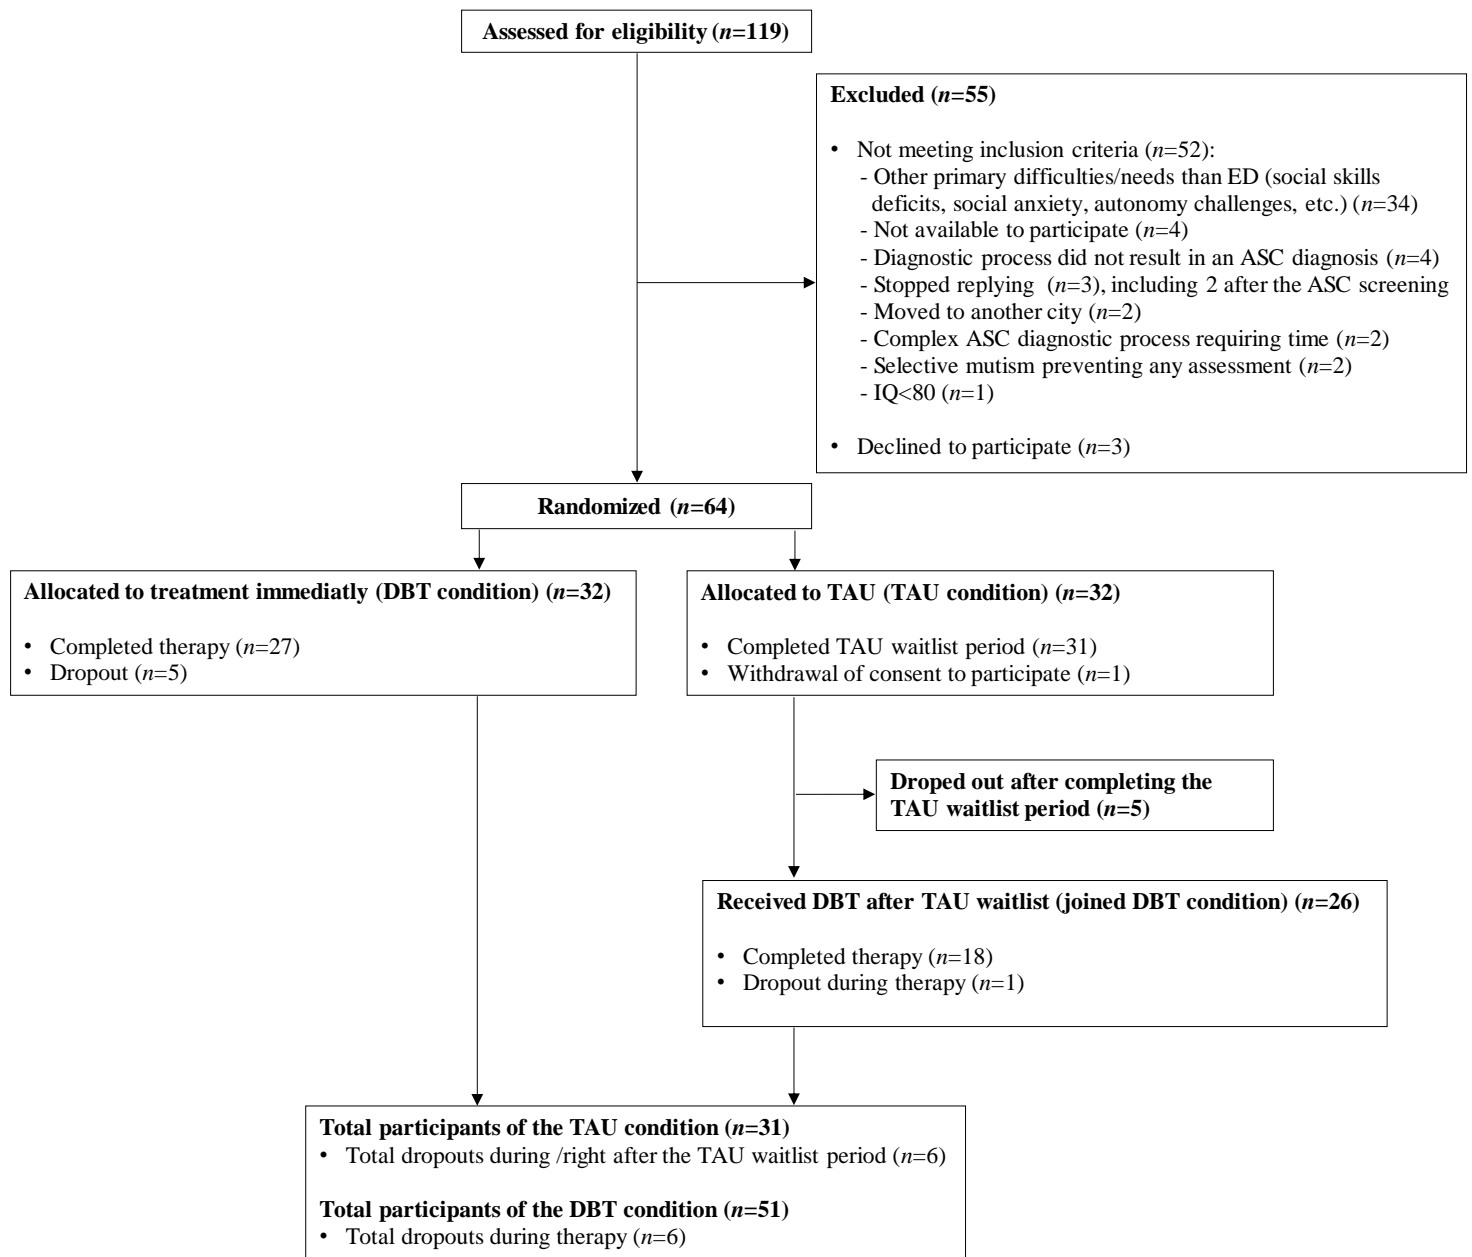 Assessed for eligibility (n=119)
Excluded (n=55)
• Not meeting inclusion criteria (n=52):
- Other primary difficulties/needs than ED (social skills
deficits, social anxiety, autonomy challenges, etc.) (n=34)
- Not available to participate (n=4)
- Diagnostic process did not result in an ASC diagnosis (n=4)
- Stopped replying (n=3), including 2 after the ASC screening
- Moved to another city (n=2)
- Complex ASC diagnostic process requiring time (n=2)
- Selective mutism preventing any assessment (n=2)
- IQ<80 (n=1)
• Declined to participate (n=3)
Randomized (n=64)
Allocated to treatment immediatly (DBT condition) (n=32)
• Completed therapy (n=27)
• Dropout (n=5)
Allocated to TAU (TAU condition) (n=32)
• Completed TAU waitlist period (n=31)
• Withdrawal of consent to participate (n=1)
Droped out after completing the
TAU waitlist period (n=5)
Received DBT after TAU waitlist (joined DBT condition) (n=26)
• Completed therapy (n=18)
• Dropout during therapy (n=1)
Total participants of the TAU condition (n=31)
• Total dropouts during /right after the TAU waitlist period (n=6)
Total participants of the DBT condition (n=51)
• Total dropouts during therapy (n=6)